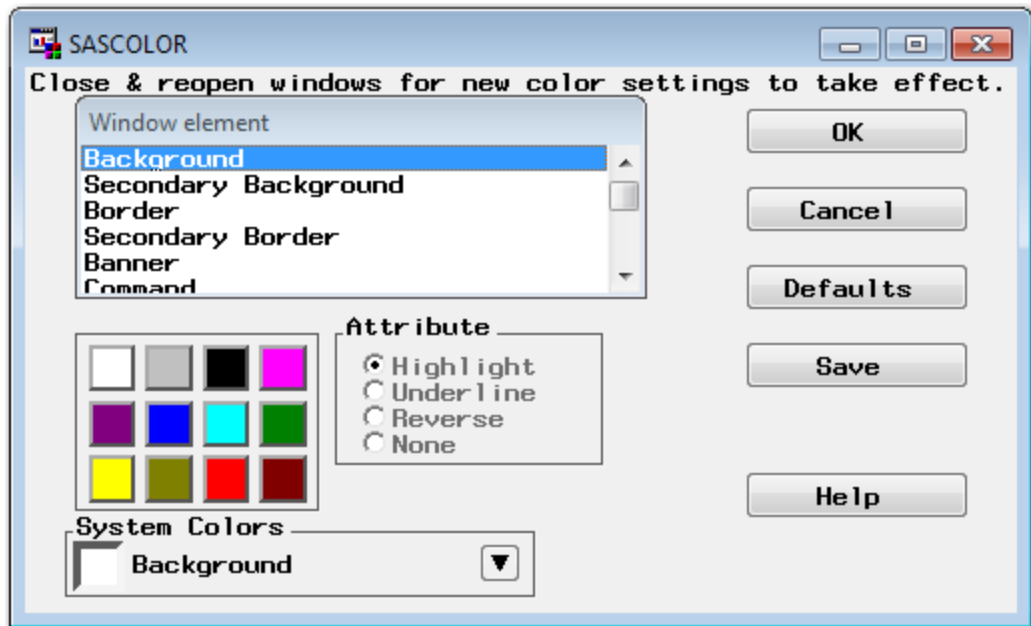 SASCOLOR
Close & reopen windows for new color settings to take effect.
Window element
Background
Secondary Background
Border
Secondary Border
Banner
Command
OK
Cancel
Defaults
Save
Help
Attribute
Highlight
Underline
Reverse
None
System Colors
Background